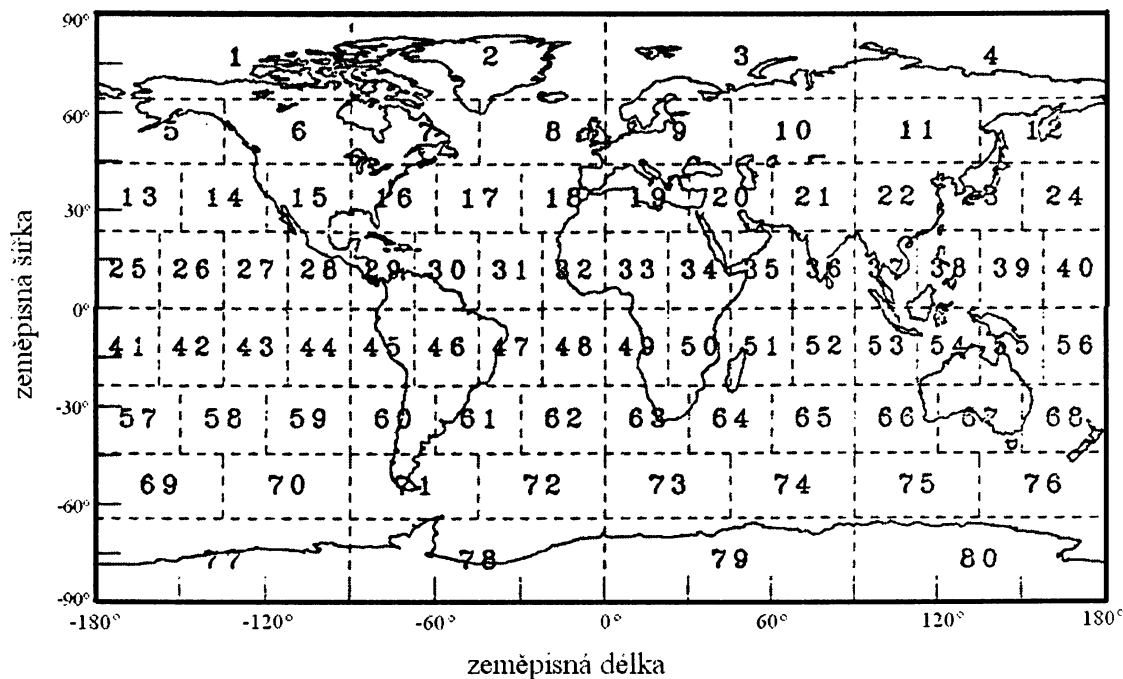 90°
1 2 3 4
60°
5 6 8 9 10 11 12
13 14 15 16 17 18 19 20 21 22 23 24
30°
25 26 27 28 29 30 31 32 33 34 35 36 37 38 39 40
0°
41 42 43 44 45 46 47 48 49 50 51 52 53 54 55 56
-30°
57 58 59 60 61 62 63 64 65 66 67 68
69 70 71 72 73 74 75 76
-60°
77 78 79 80
-90°
-180° -120° -60° 0° 60° 120° 180°
zeměpisná šířka
zeměpisná délka